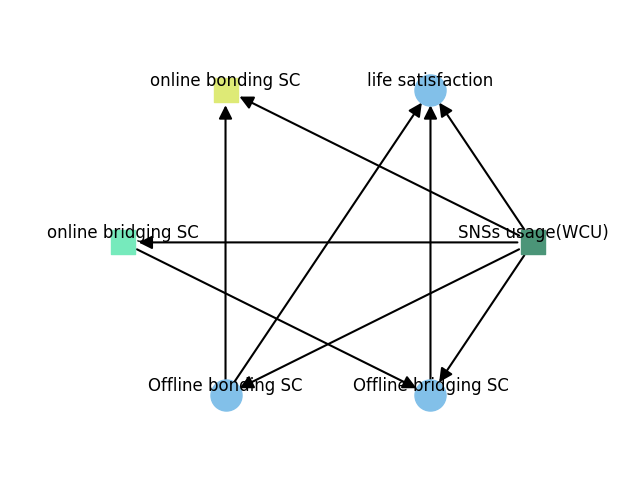 online bonding SC
life satisfaction
online bridging SC
SNSs usage(WCU)
Offline bonding SC
Offline bridging SC